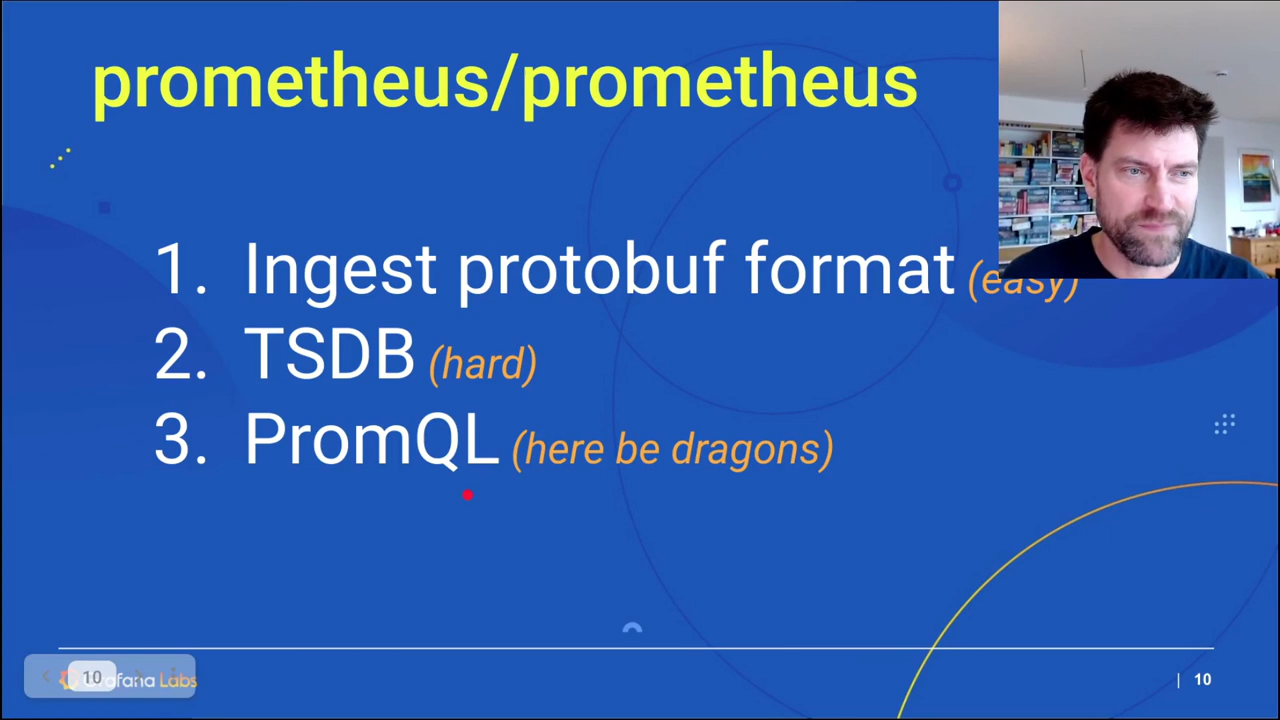 prometheus/prometheus
1. Ingest protobuf format (easy)
2. TSDB (hard)
3. PromQL (here be dragons)
10
Grafana Labs
| 10